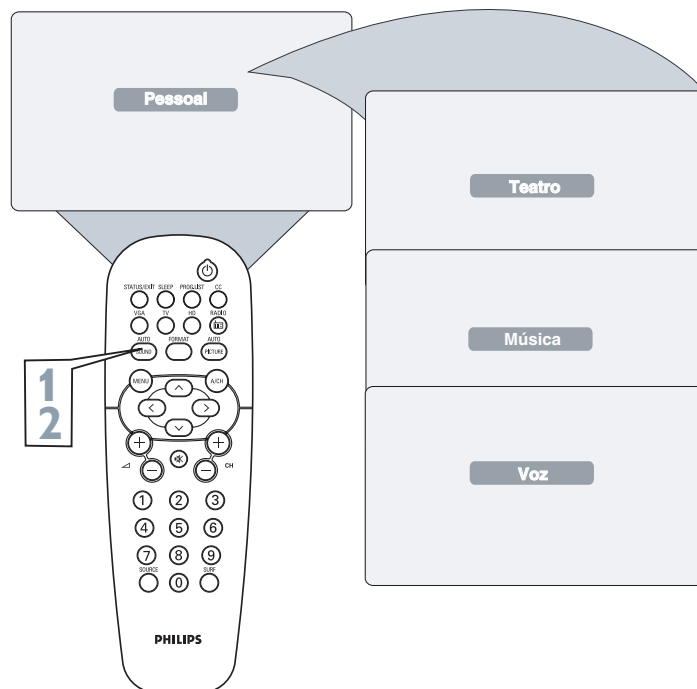 Pessoal
Teatro
Música
Voz
STATUS/EXIT SLEEP PROG.LIST CC
VGA TV HD RADIO
AUTO FORMAT AUTO
SOUND PICTURE
MENU A/CH
1
2
CH
1 2 3
4 5 6
7 8 9
SOURCE SURF
0
PHILIPS